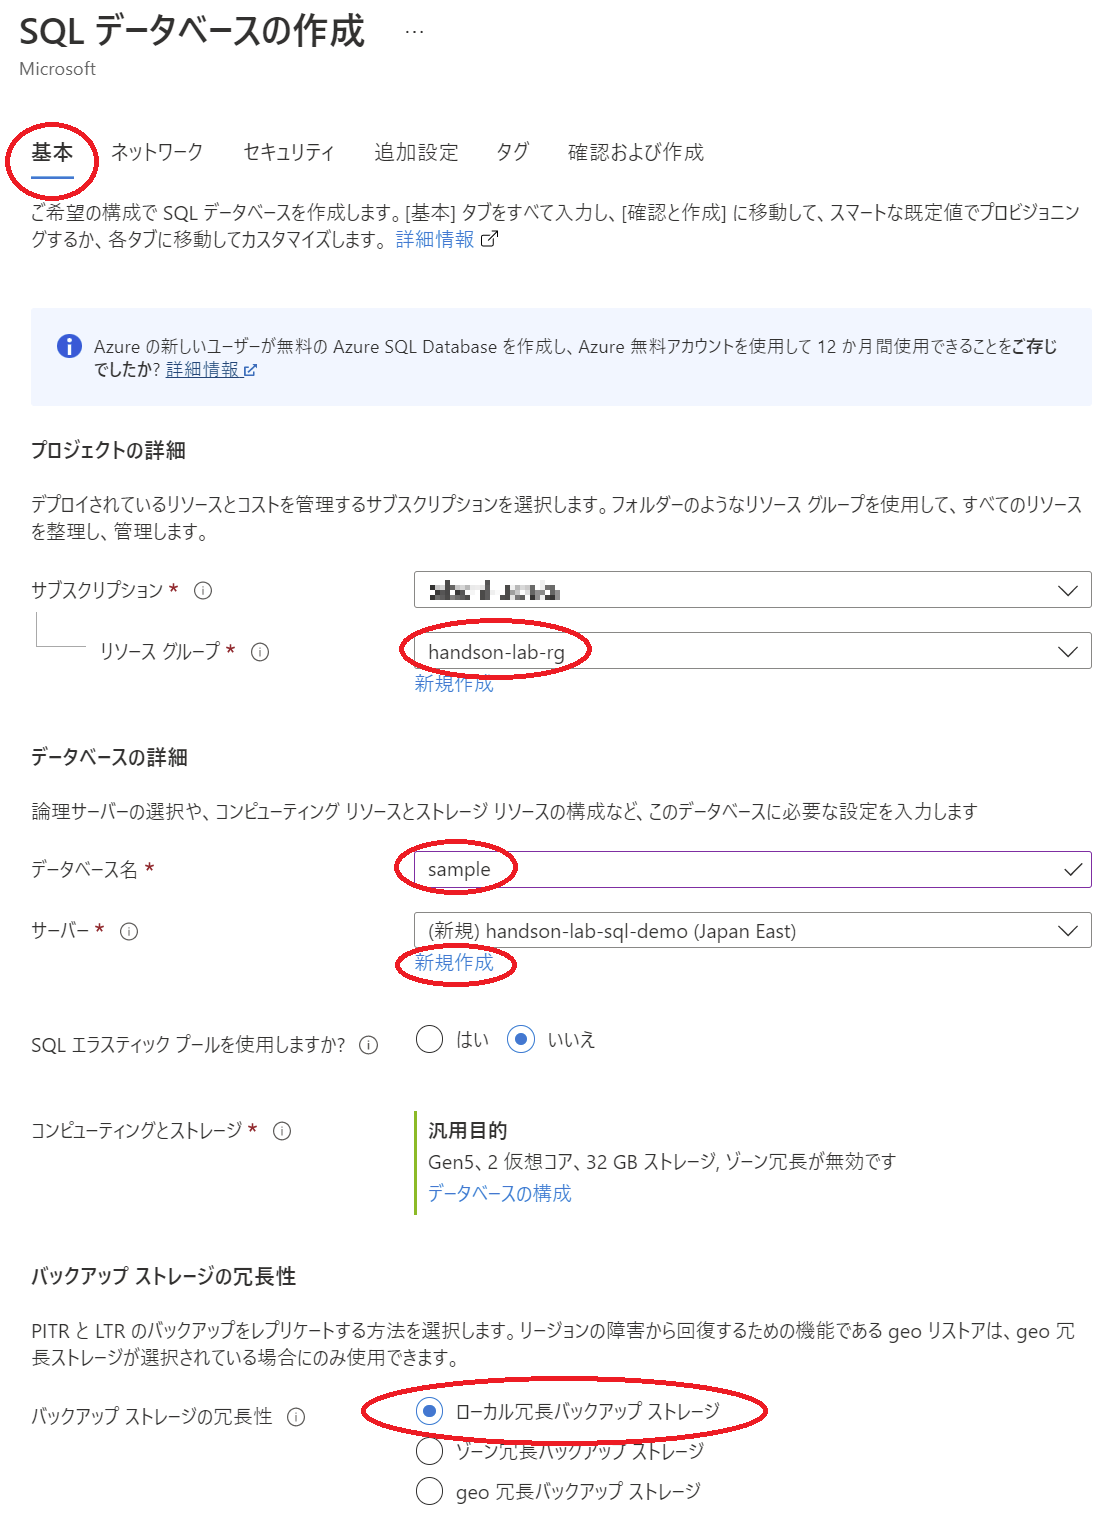 SQL データベースの作成 …
Microsoft
基本 ネットワーク セキュリティ 追加設定 タグ 確認および作成
ご希望の構成で SQL データベースを作成します。[基本] タブをすべて入力し、[確認と作成] に移動して、スマートな既定値でプロビジョニン
グするか、各タブに移動してカスタマイズします。 詳細情報
Azure の新しいユーザーが無料の Azure SQL Database を作成し、Azure 無料アカウントを使用して 12 か月間使用できることをご存じ
でしたか? 詳細情報
プロジェクトの詳細
デプロイされているリソースとコストを管理するサブスクリプションを選択します。フォルダーのようなリソース グループを使用して、すべてのリソース
を整理し、管理します。
サブスクリプション *
リソース グループ * handson-lab-rg
新規作成
データベースの詳細
論理サーバーの選択や、コンピューティング リソースとストレージ リソースの構成など、このデータベースに必要な設定を入力します
データベース名 * sample
サーバー * (新規) handson-lab-sql-demo (Japan East)
新規作成
SQL エラスティック プールを使用しますか? はい いいえ
コンピューティングとストレージ * 汎用目的
Gen5、2 仮想コア、32 GB ストレージ, ゾーン冗長が無効です
データベースの構成
バックアップ ストレージの冗長性
PITR と LTR のバックアップをレプリケートする方法を選択します。リージョンの障害から回復するための機能である geo リストアは、geo 冗
長ストレージが選択されている場合にのみ使用できます。
バックアップ ストレージの冗長性 ローカル冗長バックアップ ストレージ
ゾーン冗長バックアップ ストレージ
geo 冗長バックアップ ストレージ